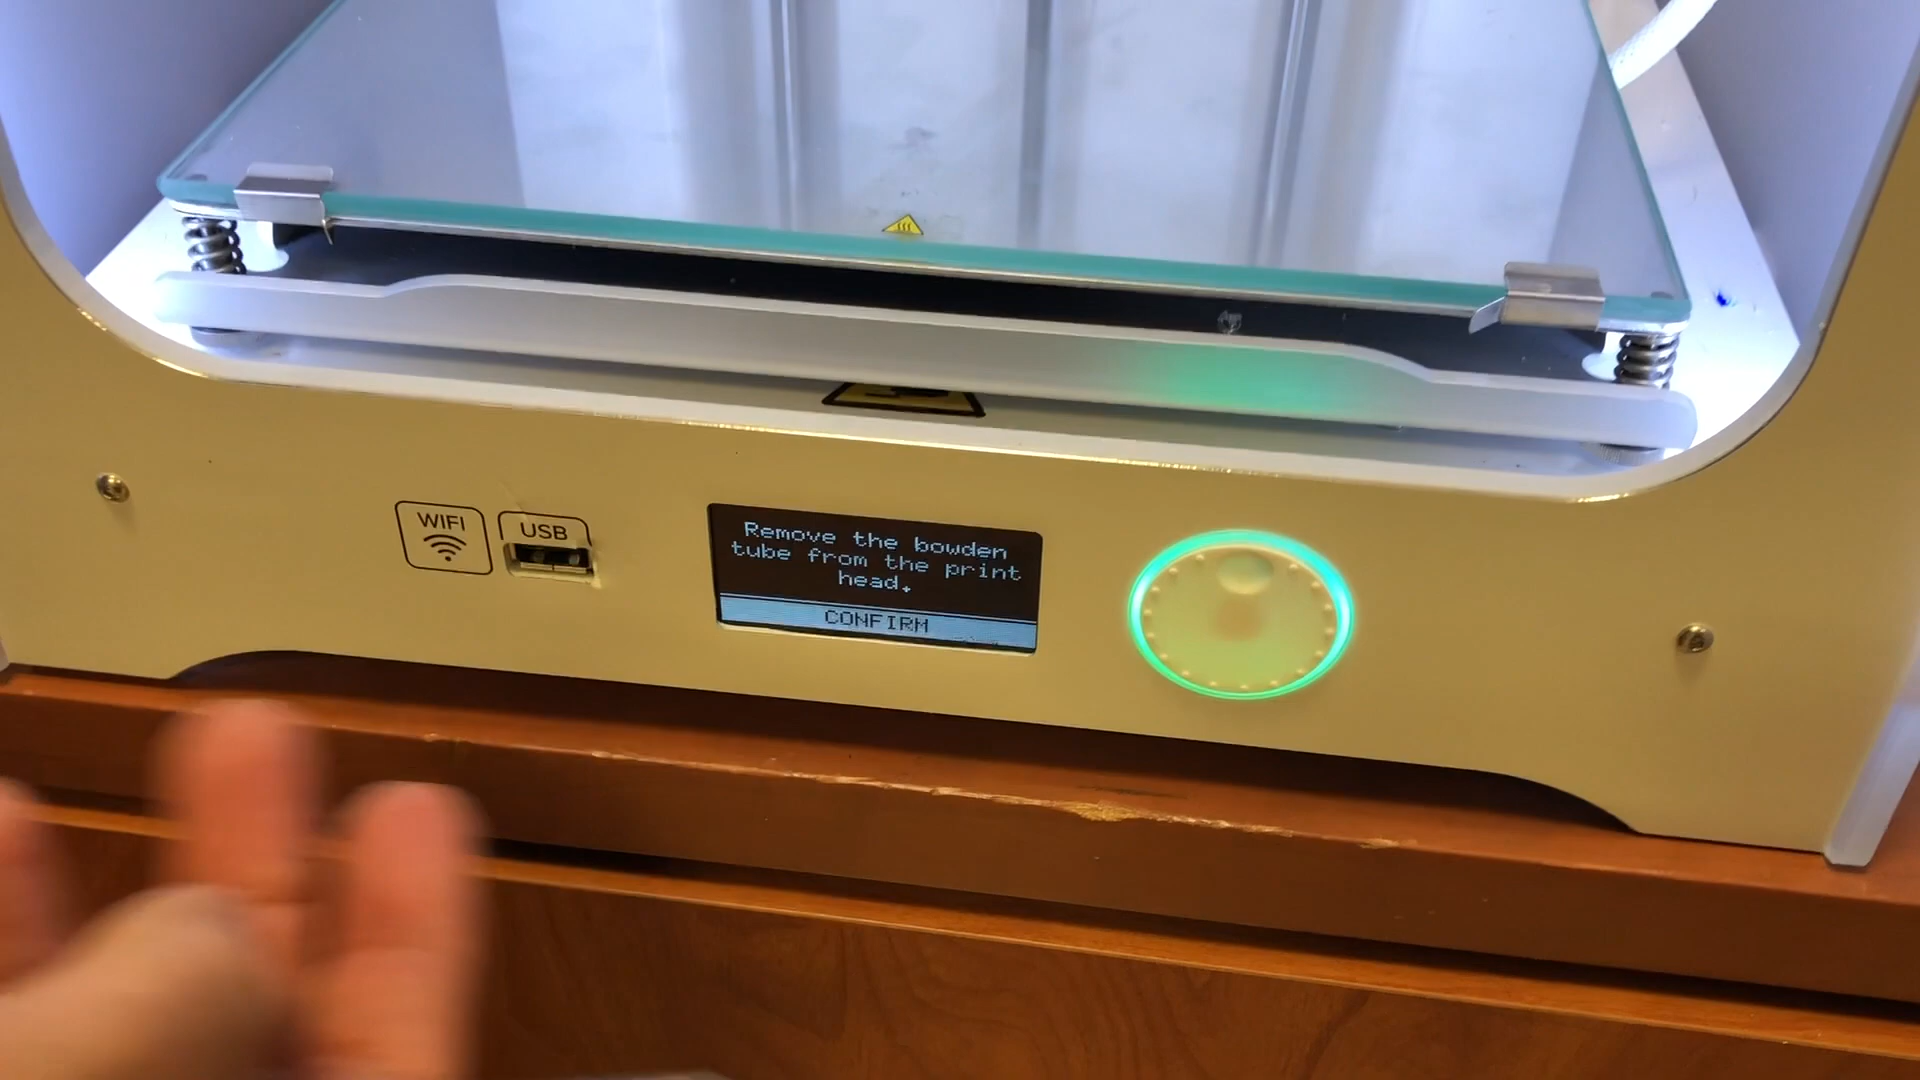 WIFI
USB
Remove the bowden
tube from the print
head.
CONFIRM